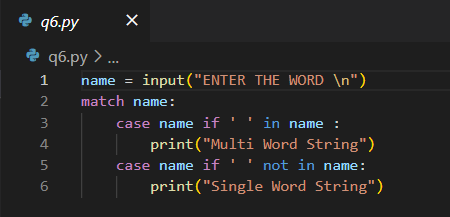 q6.py ×
q6.py > ...
1 name = input("ENTER THE WORD \n")
2 match name:
3     case name if ' ' in name :
4         print("Multi Word String")
5     case name if ' ' not in name:
6         print("Single Word String")